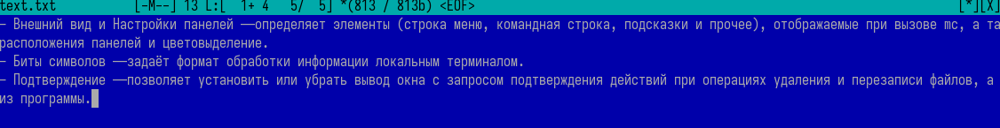 text.txt [-M--] 13 L:[ 1+ 4 5/ 5] *(813 / 813b) <EOF> [*][X]
– Внешний вид и Настройки панелей ––определяет элементы (строка меню, командная строка, подсказки и прочее), отображаемые при вызове mc, а та
расположения панелей и цветовыделение.
– Биты символов ––задаёт формат обработки информации локальным терминалом.
– Подтверждение ––позволяет установить или убрать вывод окна с запросом подтверждения действий при операциях удаления и перезаписи файлов, а
из программы.